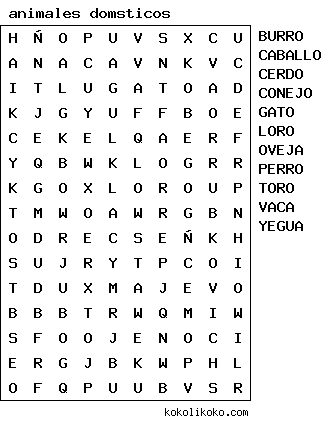 animales domsticos
H Ñ O P U V S X C U
A N A C A V N K V C
I T L U G A T O A D
K J G Y U F F B O E
C E K E L Q A E R F
Y Q B W K L O G R R
K G O X L O R O U P
T M W O A W R G B N
O D R E C S E Ñ K H
S U J R Y T P C O I
T D U X M A J E V O
B B B T R W Q M I W
S F O O J E N O C I
E R G J B K W P H L
O F Q P U U B V S R
BURRO
CABALLO
CERDO
CONEJO
GATO
LORO
OVEJA
PERRO
TORO
VACA
YEGUA
kokolikoko.com